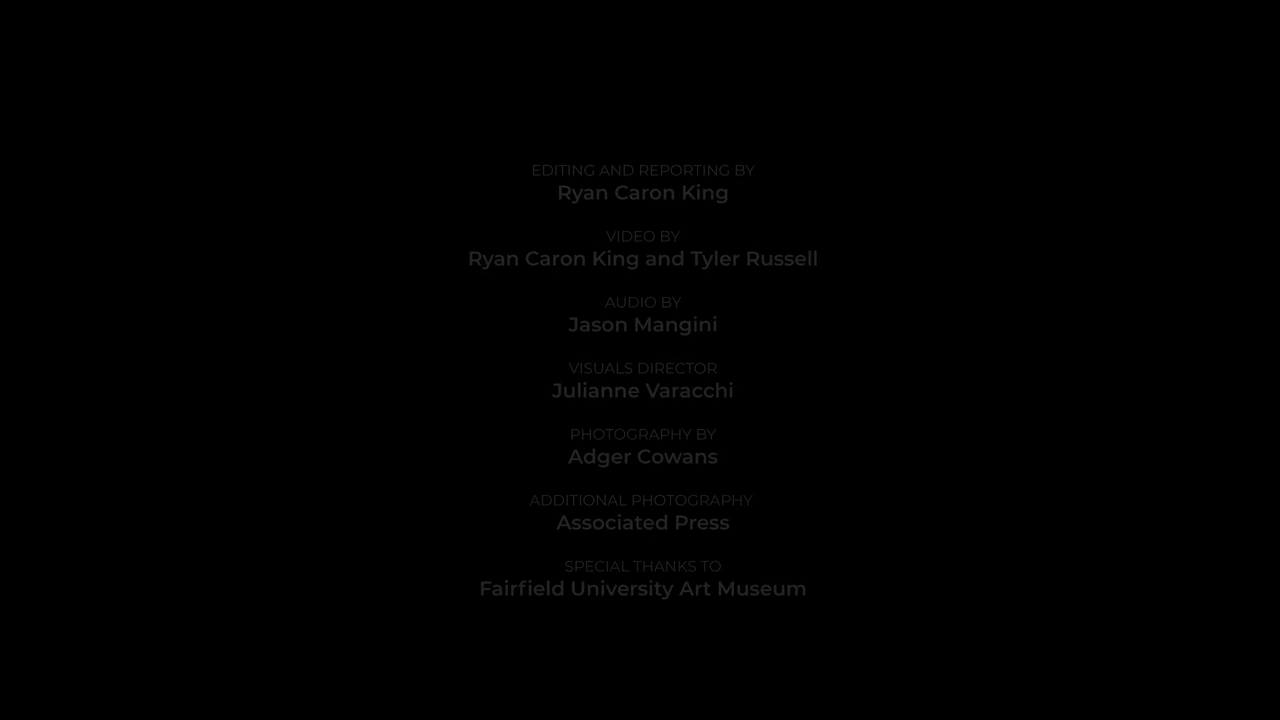 EDITING AND REPORTING BY
Ryan Caron King
VIDEO BY
Ryan Caron King and Tyler Russell
AUDIO BY
Jason Mangini
VISUALS DIRECTOR
Julianne Varacchi
PHOTOGRAPHY BY
Adger Cowans
ADDITIONAL PHOTOGRAPHY
Associated Press
SPECIAL THANKS TO
Fairfield University Art Museum